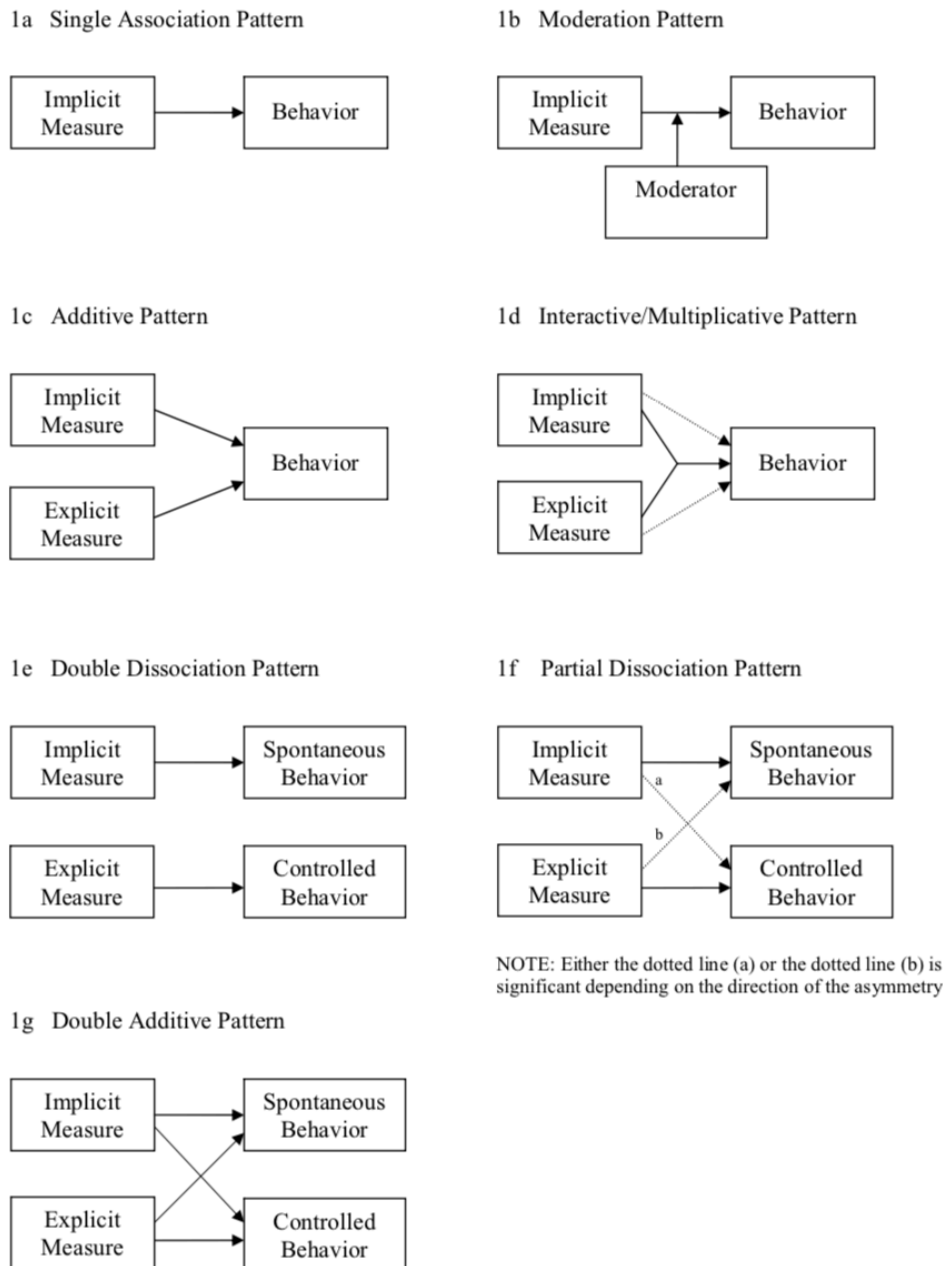 1a Single Association Pattern
Implicit
Measure
Behavior
1b Moderation Pattern
Implicit
Measure
Behavior
Moderator
1c Additive Pattern
Implicit
Measure
Explicit
Measure
Behavior
1d Interactive/Multiplicative Pattern
Implicit
Measure
Explicit
Measure
Behavior
1e Double Dissociation Pattern
Implicit
Measure
Spontaneous
Behavior
Explicit
Measure
Controlled
Behavior
1f Partial Dissociation Pattern
Implicit
Measure
Spontaneous
Behavior
a
b
Explicit
Measure
Controlled
Behavior
NOTE: Either the dotted line (a) or the dotted line (b) is
significant depending on the direction of the asymmetry
1g Double Additive Pattern
Implicit
Measure
Spontaneous
Behavior
Explicit
Measure
Controlled
Behavior